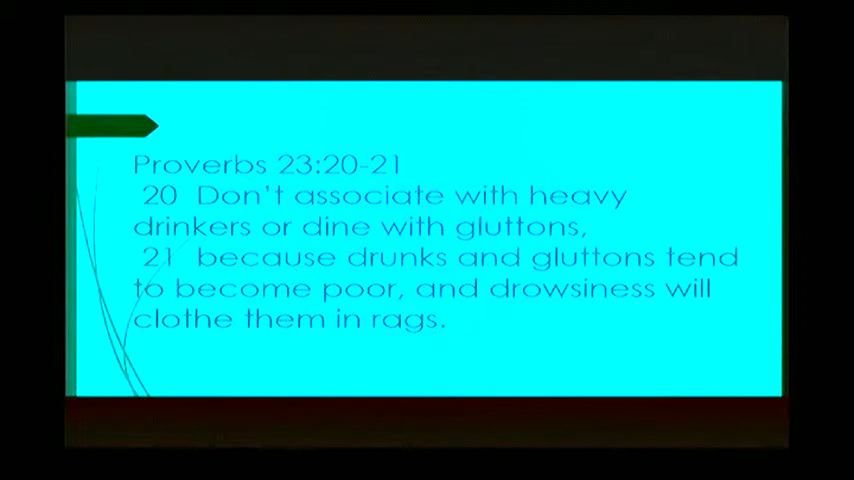 Proverbs 23:20-21
20 Don't associate with heavy
drinkers or dine with gluttons,
21 because drunks and gluttons tend
to become poor, and drowsiness will
clothe them in rags.